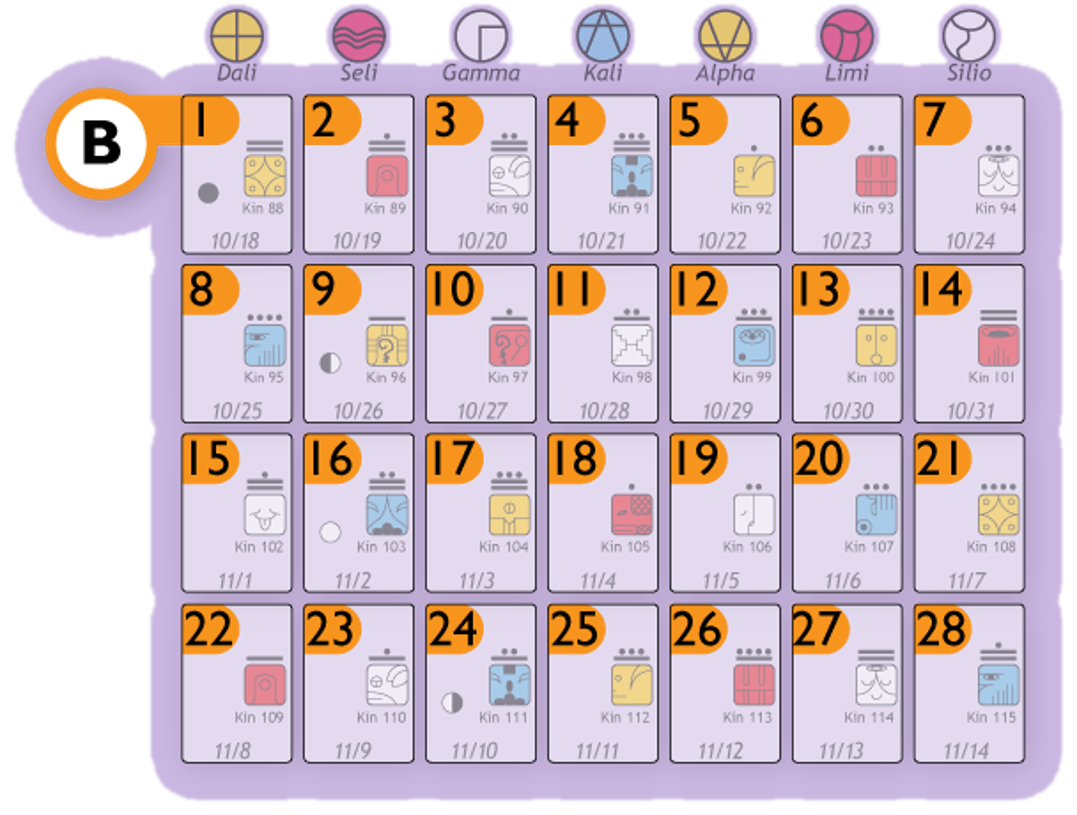 Dali Seli Gamma Kali Alpha Limi Silio
B
1 2 3 4 5 6 7
Kin 88 Kin 89 Kin 90 Kin 91 Kin 92 Kin 93 Kin 94
10/18 10/19 10/20 10/21 10/22 10/23 10/24
8 9 10 11 12 13 14
Kin 95 Kin 96 Kin 97 Kin 98 Kin 99 Kin 100 Kin 101
10/25 10/26 10/27 10/28 10/29 10/30 10/31
15 16 17 18 19 20 21
Kin 102 Kin 103 Kin 104 Kin 105 Kin 106 Kin 107 Kin 108
11/1 11/2 11/3 11/4 11/5 11/6 11/7
22 23 24 25 26 27 28
Kin 109 Kin 110 Kin 111 Kin 112 Kin 113 Kin 114 Kin 115
11/8 11/9 11/10 11/11 11/12 11/13 11/14